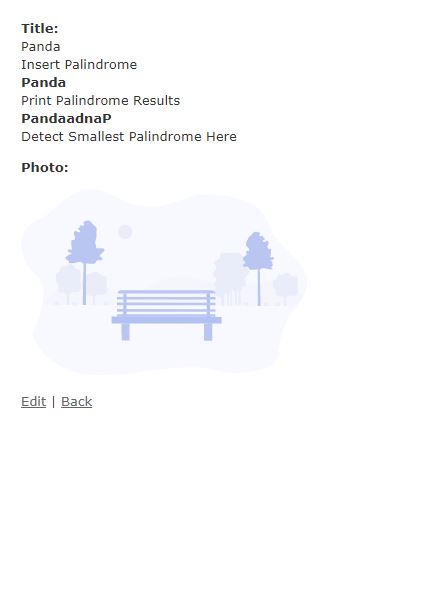 Title:
Panda
Insert Palindrome
Panda
Print Palindrome Results
PandaadnaP
Detect Smallest Palindrome Here
Photo:
Edit | Back